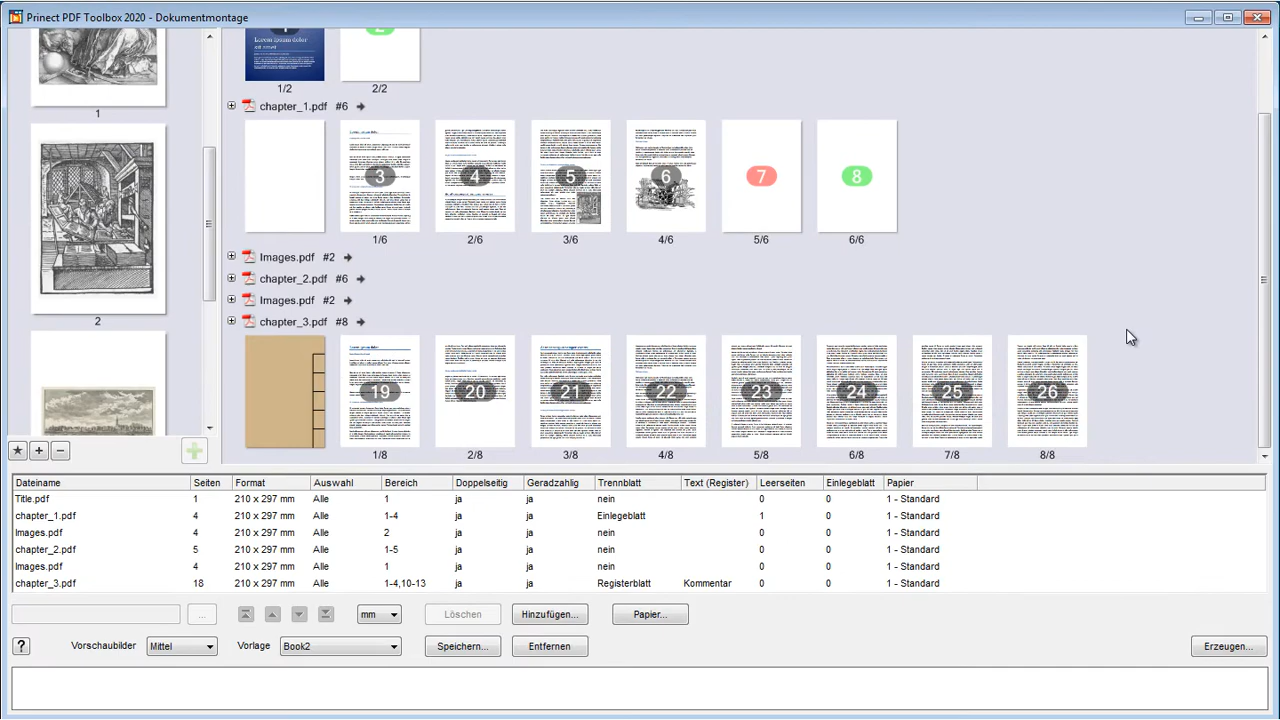 Prinect PDF Toolbox 2020 - Dokumentmontage
1
2
Lorem ipsum dolor
sit amet
1/2
2/2
chapter_1.pdf #6
3
4
5
6
7
8
1/6
2/6
3/6
4/6
5/6
6/6
Images.pdf #2
chapter_2.pdf #6
Images.pdf #2
chapter_3.pdf #8
19
20
21
22
23
24
25
26
1/8
2/8
3/8
4/8
5/8
6/8
7/8
8/8
Dateiname Seiten Format Auswahl Bereich Doppelseitig Geradzahlig Trennblatt Text (Register) Leerseiten Einlegeblatt Papier
Title.pdf 1 210 x 297 mm Alle 1 ja ja nein 0 0 1 - Standard
chapter_1.pdf 4 210 x 297 mm Alle 1-4 ja ja Einlegeblatt 1 0 1 - Standard
Images.pdf 4 210 x 297 mm Alle 2 ja ja nein 0 0 1 - Standard
chapter_2.pdf 5 210 x 297 mm Alle 1-5 ja ja nein 0 0 1 - Standard
Images.pdf 4 210 x 297 mm Alle 1 ja ja nein 0 0 1 - Standard
chapter_3.pdf 18 210 x 297 mm Alle 1-4,10-13 ja ja Registerblatt Kommentar 0 0 1 - Standard
... mm Löschen Hinzufügen... Papier...
? Vorschaubilder Mittel Vorlage Book2 Speichern... Entfernen Erzeugen...